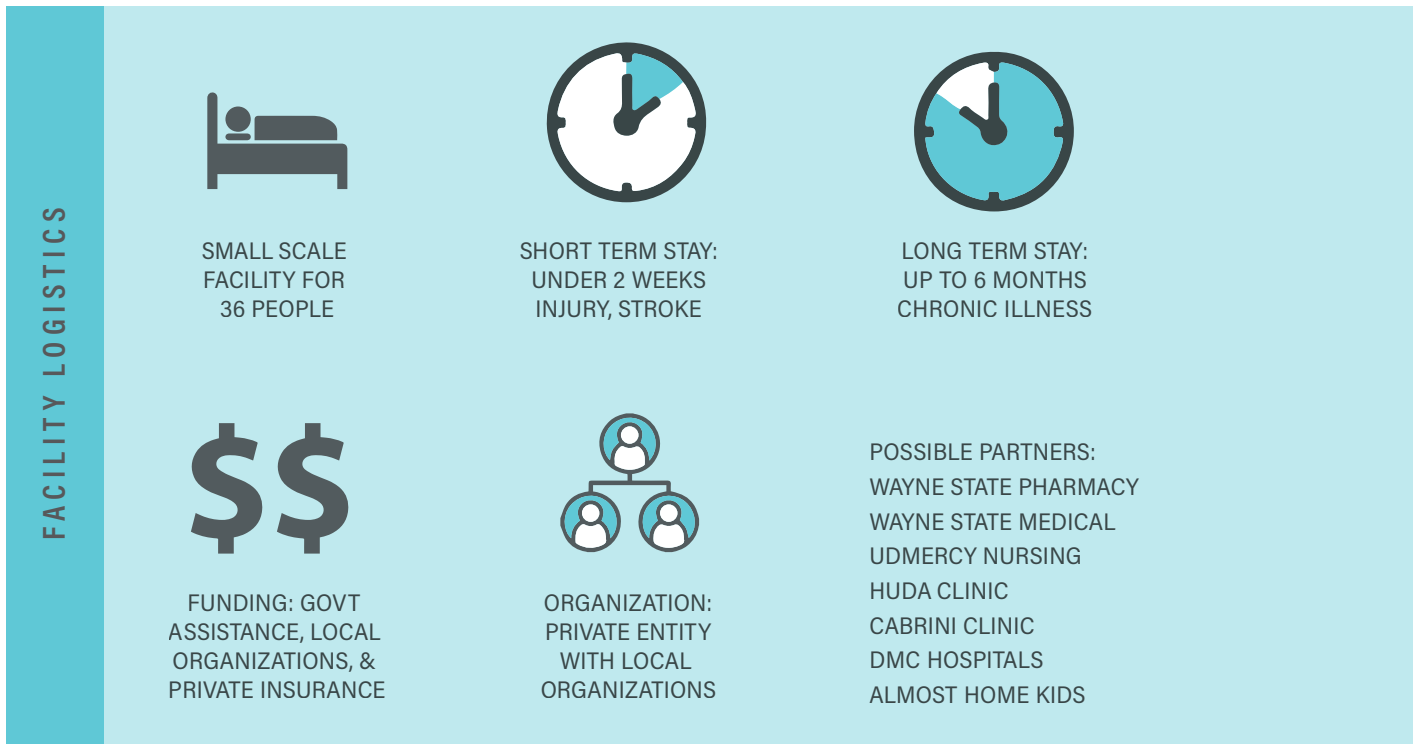 FACILITY LOGISTICS
SMALL SCALE
FACILITY FOR
36 PEOPLE
SHORT TERM STAY:
UNDER 2 WEEKS
INJURY, STROKE
LONG TERM STAY:
UP TO 6 MONTHS
CHRONIC ILLNESS
$$
FUNDING: GOVT
ASSISTANCE, LOCAL
ORGANIZATIONS, &
PRIVATE INSURANCE
ORGANIZATION:
PRIVATE ENTITY
WITH LOCAL
ORGANIZATIONS
POSSIBLE PARTNERS:
WAYNE STATE PHARMACY
WAYNE STATE MEDICAL
UDMERCY NURSING
HUDA CLINIC
CABRINI CLINIC
DMC HOSPITALS
ALMOST HOME KIDS